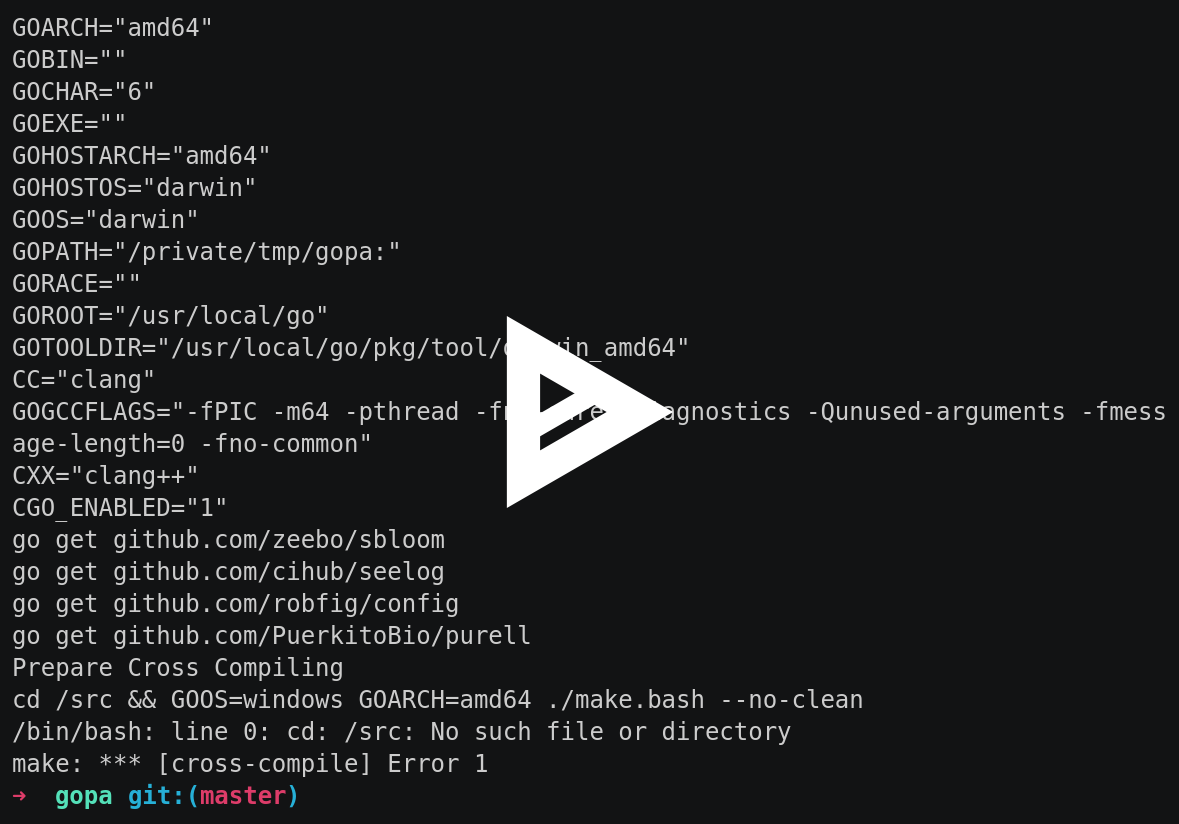 GOARCH="amd64"
GOBIN=""
GOCHAR="6"
GOEXE=""
GOHOSTARCH="amd64"
GOHOSTOS="darwin"
GOOS="darwin"
GOPATH="/private/tmp/gopa:"
GORACE=""
GOROOT="/usr/local/go"
GOTOOLDIR="/usr/local/go/pkg/tool/darwin_amd64"
CC="clang"
GOGCCFLAGS="-fPIC -m64 -pthread -Qunused-arguments -fmess
age-length=0 -fno-common"
CXX="clang++"
CGO_ENABLED="1"
go get github.com/zeebo/sbloom
go get github.com/cihub/seelog
go get github.com/robfig/config
go get github.com/PuerkitoBio/purell
Prepare Cross Compiling
cd /src && GOOS=windows GOARCH=amd64 ./make.bash --no-clean
/bin/bash: line 0: cd: /src: No such file or directory
make: *** [cross-compile] Error 1
➜  gopa git:(master)